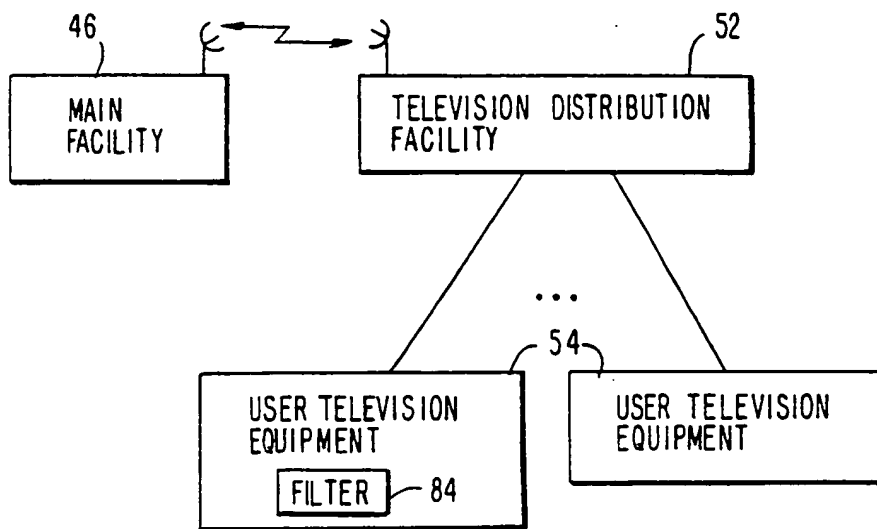 46
52
MAIN
FACILITY
TELEVISION DISTRIBUTION
FACILITY
...
54
USER TELEVISION
EQUIPMENT
FILTER
84
USER TELEVISION
EQUIPMENT